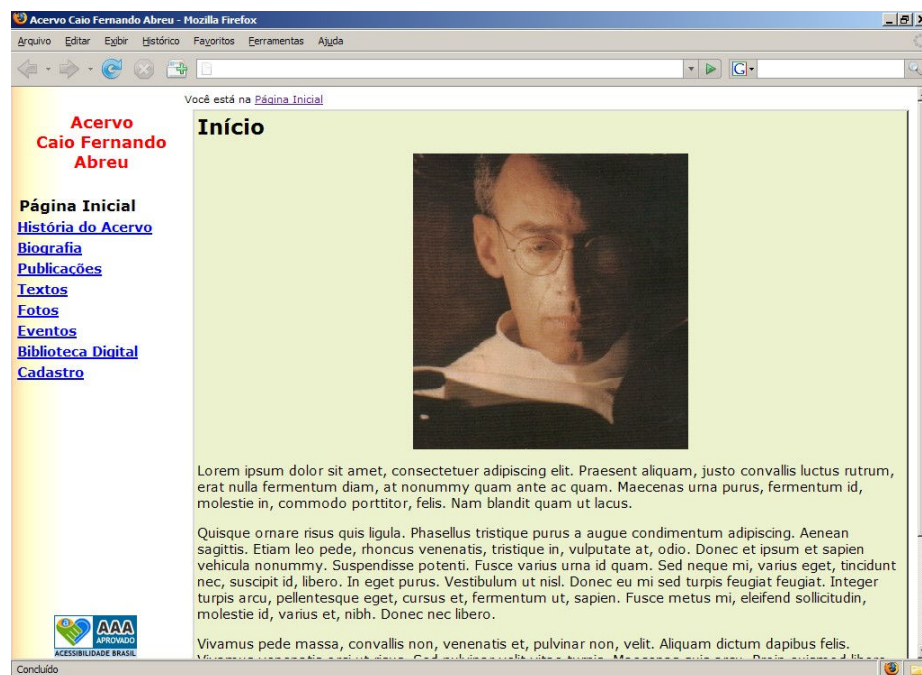 Acervo Caio Fernando Abreu - Mozilla Firefox
Arquivo Editar Exibir Histórico Favoritos Ferramentas Ajuda
G
Você está na Página Inicial
Acervo
Caio Fernando
Abreu
Página Inicial
História do Acervo
Biografia
Publicações
Textos
Fotos
Eventos
Biblioteca Digital
Cadastro
AAA
APROVADO
ACESSIBILIDADE BRASIL
Início
Lorem ipsum dolor sit amet, consectetuer adipiscing elit. Praesent aliquam, justo convallis luctus rutrum,
erat nulla fermentum diam, at nonummy quam ante ac quam. Maecenas urna purus, fermentum id,
molestie in, commodo porttitor, felis. Nam blandit quam ut lacus.
Quisque ornare risus quis ligula. Phasellus tristique purus a augue condimentum adipiscing. Aenean
sagittis. Etiam leo pede, rhoncus venenatis, tristique in, vulputate at, odio. Donec et ipsum et sapien
vehicula nonummy. Suspendisse potenti. Fusce varius urna id quam. Sed neque mi, varius eget, tincidunt
nec, suscipit id, libero. In eget purus. Vestibulum ut nisl. Donec eu mi sed turpis feugiat feugiat. Integer
turpis arcu, pellentesque eget, cursus et, fermentum ut, sapien. Fusce metus mi, eleifend sollicitudin,
molestie id, varius et, nibh. Donec nec libero.
Vivamus pede massa, convallis non, venenatis et, pulvinar non, velit. Aliquam dictum dapibus felis.
Concluído